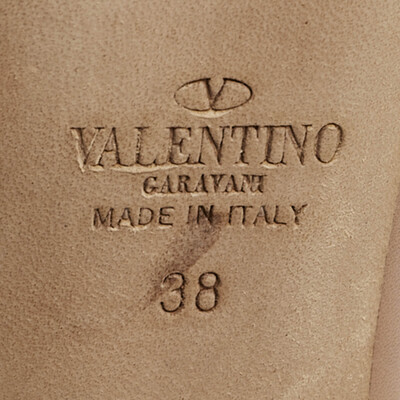 V
VALENTINO
GARAVANI
MADE IN ITALY
38